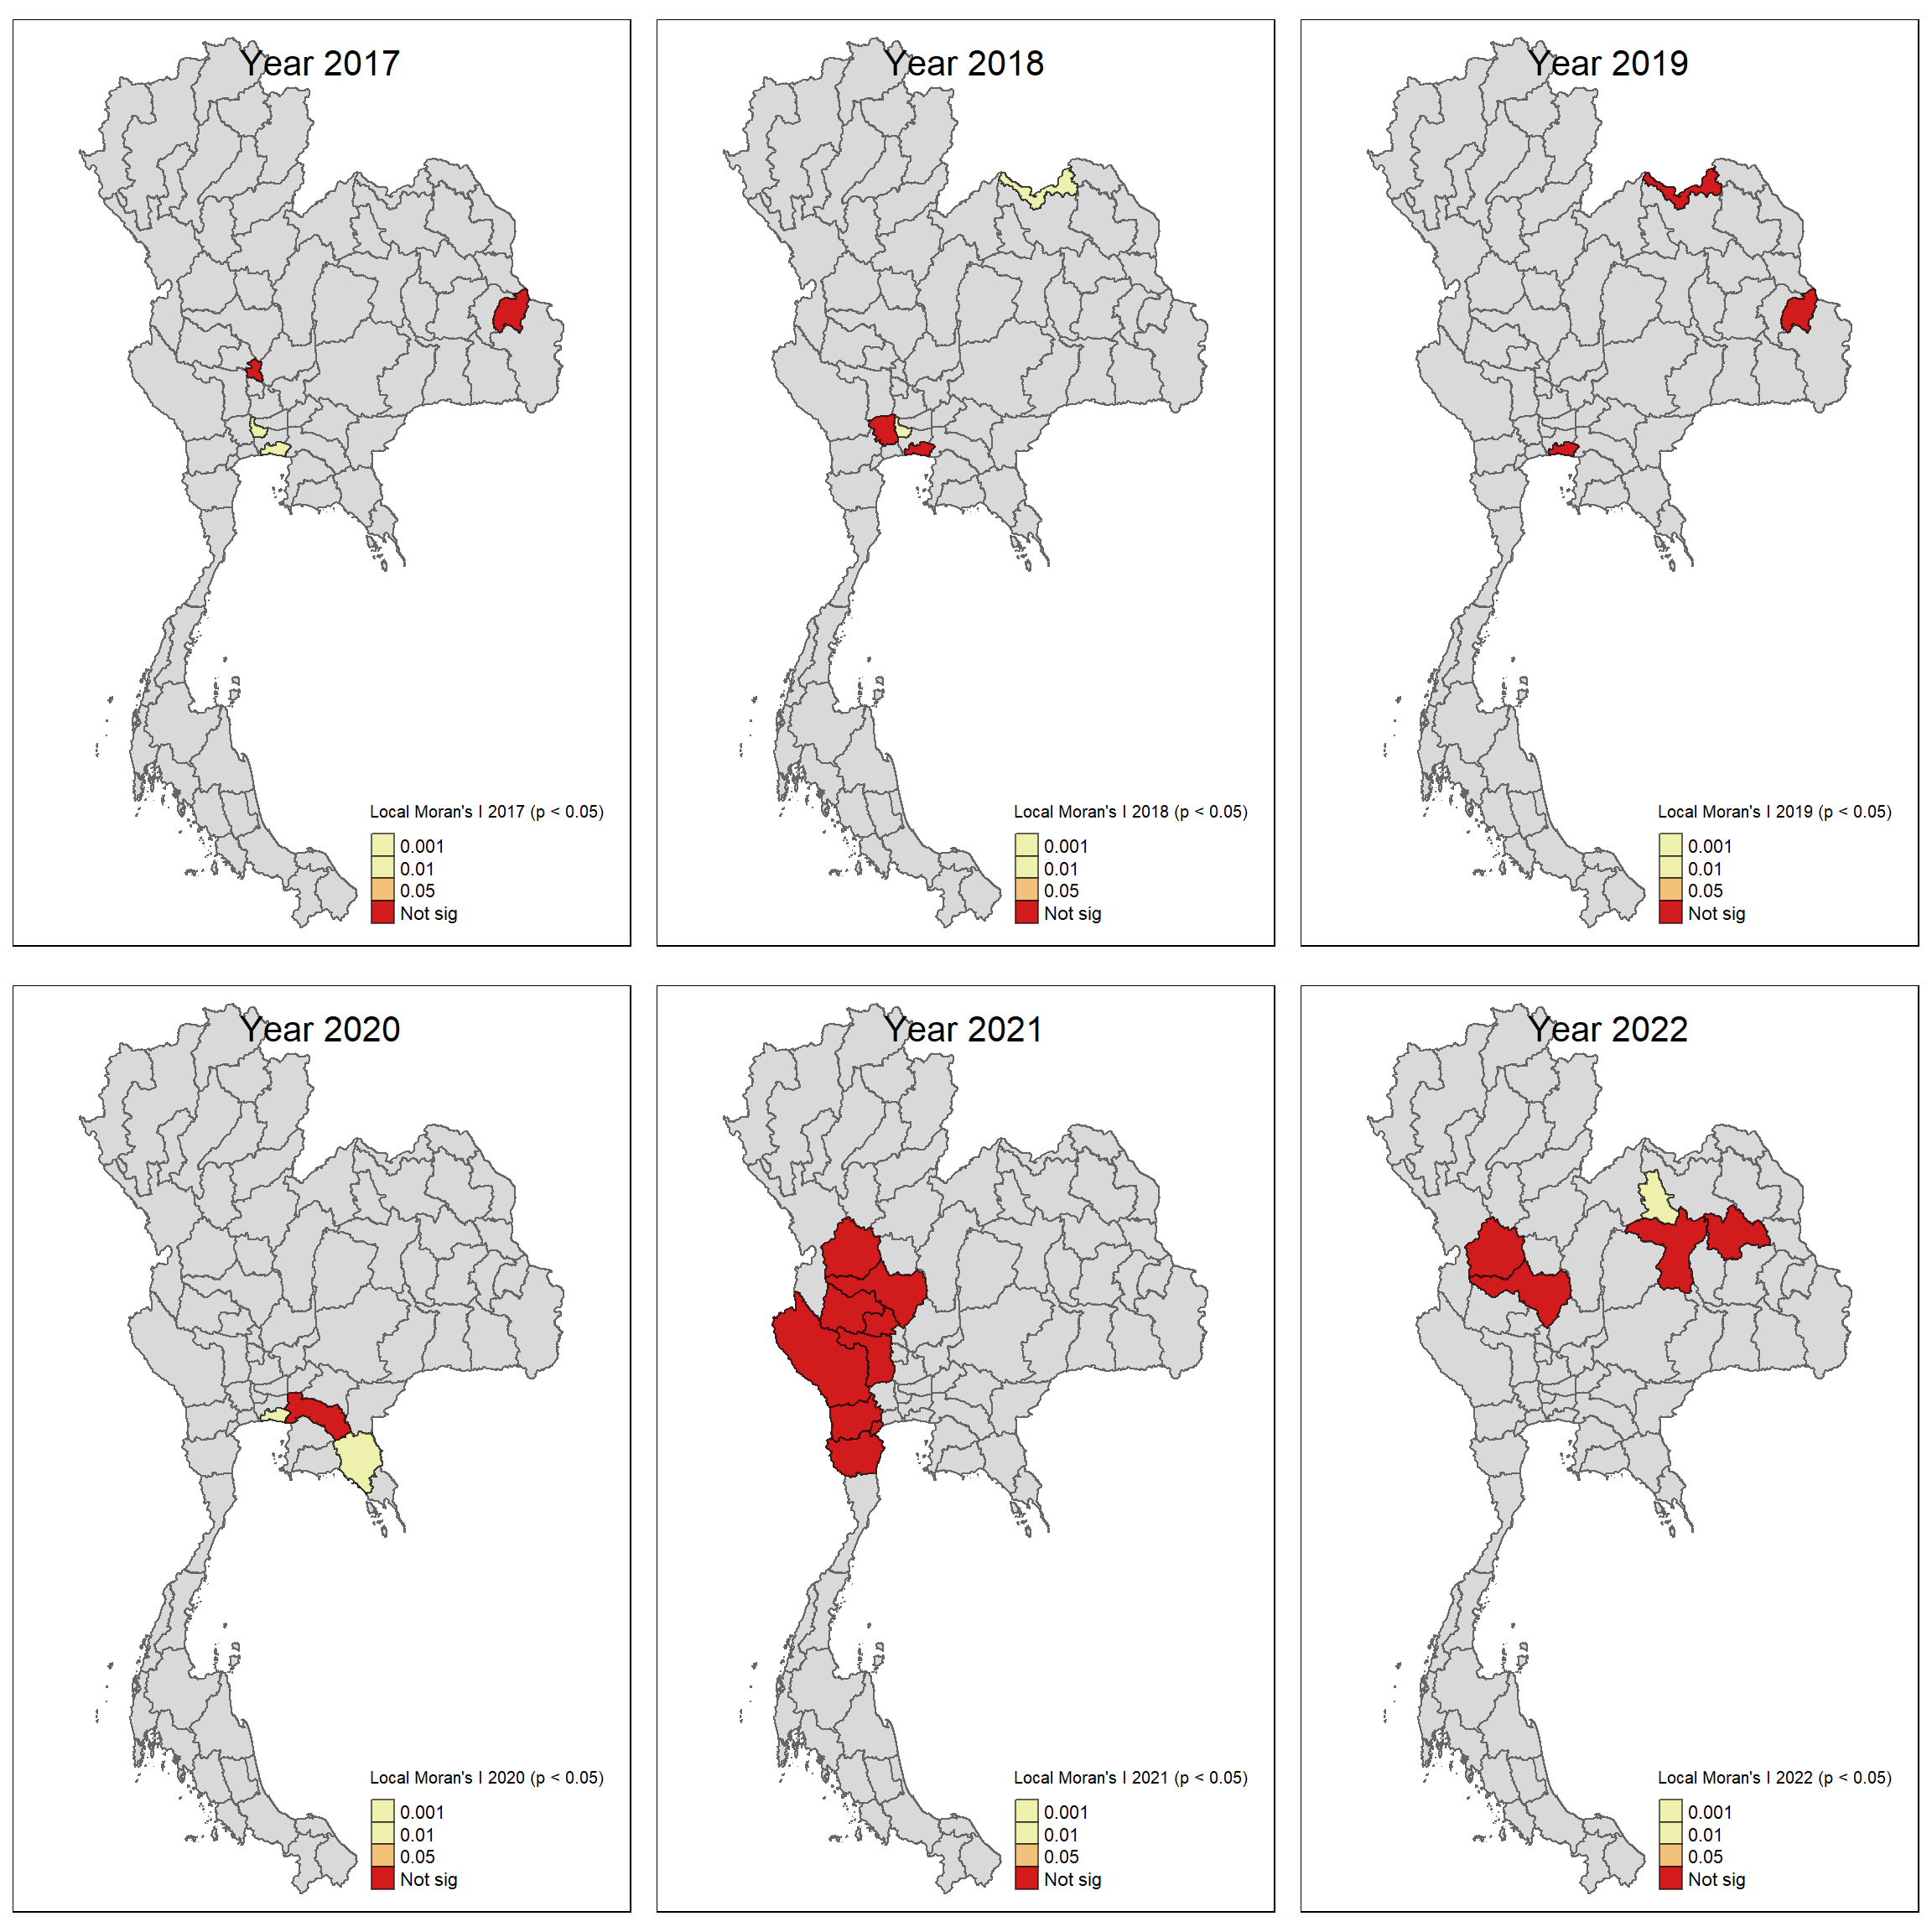 Year 2017
Local Moran's I 2017 (p < 0.05)
0.001
0.01
0.05
Not sig
Year 2018
Local Moran's I 2018 (p < 0.05)
0.001
0.01
0.05
Not sig
Year 2019
Local Moran's I 2019 (p < 0.05)
0.001
0.01
0.05
Not sig
Year 2020
Local Moran's I 2020 (p < 0.05)
0.001
0.01
0.05
Not sig
Year 2021
Local Moran's I 2021 (p < 0.05)
0.001
0.01
0.05
Not sig
Year 2022
Local Moran's I 2022 (p < 0.05)
0.001
0.01
0.05
Not sig